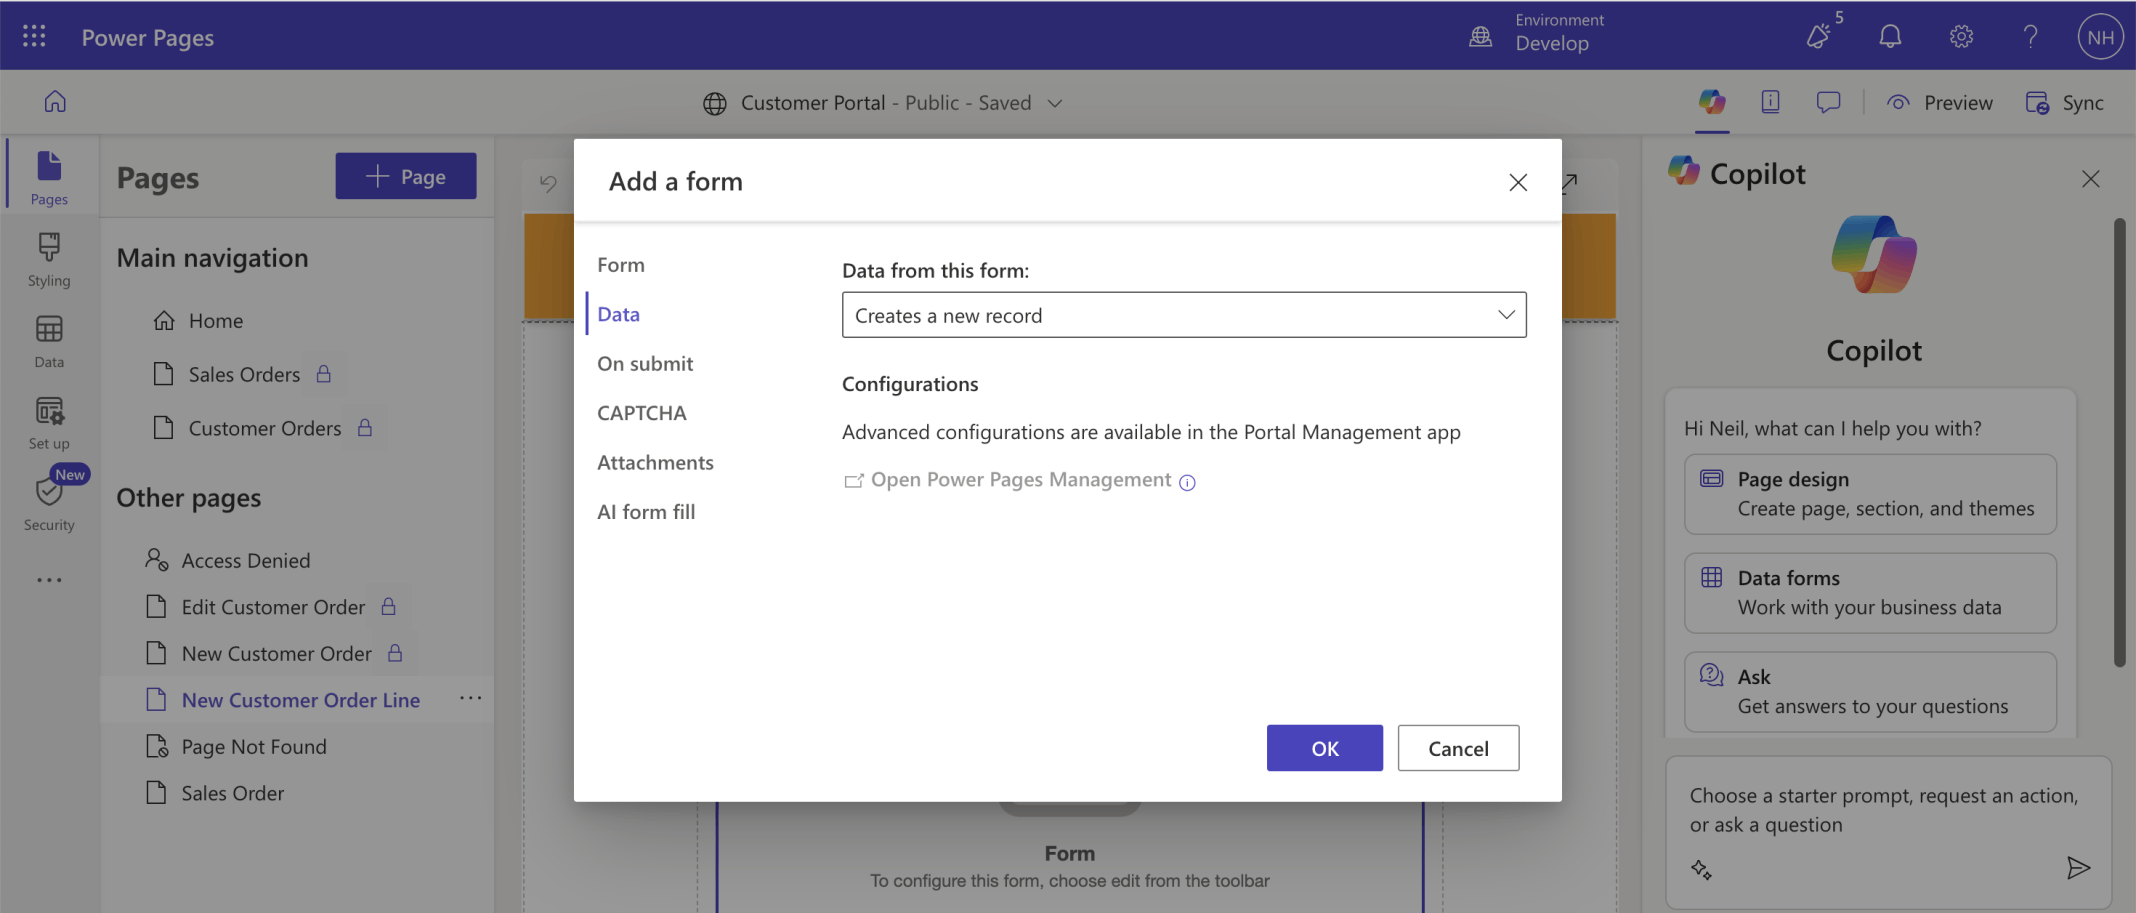 Power Pages
Environment
Develop
5
NH
Customer Portal - Public - Saved
Preview
Sync
Pages
Styling
Data
Set up
New
Security
Pages
Page
Main navigation
Home
Sales Orders
Customer Orders
Other pages
Access Denied
Edit Customer Order
New Customer Order
New Customer Order Line
Page Not Found
Sales Order
Add a form
Form
Data
On submit
CAPTCHA
Attachments
AI form fill
Data from this form:
Creates a new record
Configurations
Advanced configurations are available in the Portal Management app
Open Power Pages Management
OK
Cancel
Form
To configure this form, choose edit from the toolbar
Copilot
Copilot
Hi Neil, what can I help you with?
Page design
Create page, section, and themes
Data forms
Work with your business data
Ask
Get answers to your questions
Choose a starter prompt, request an action,
or ask a question